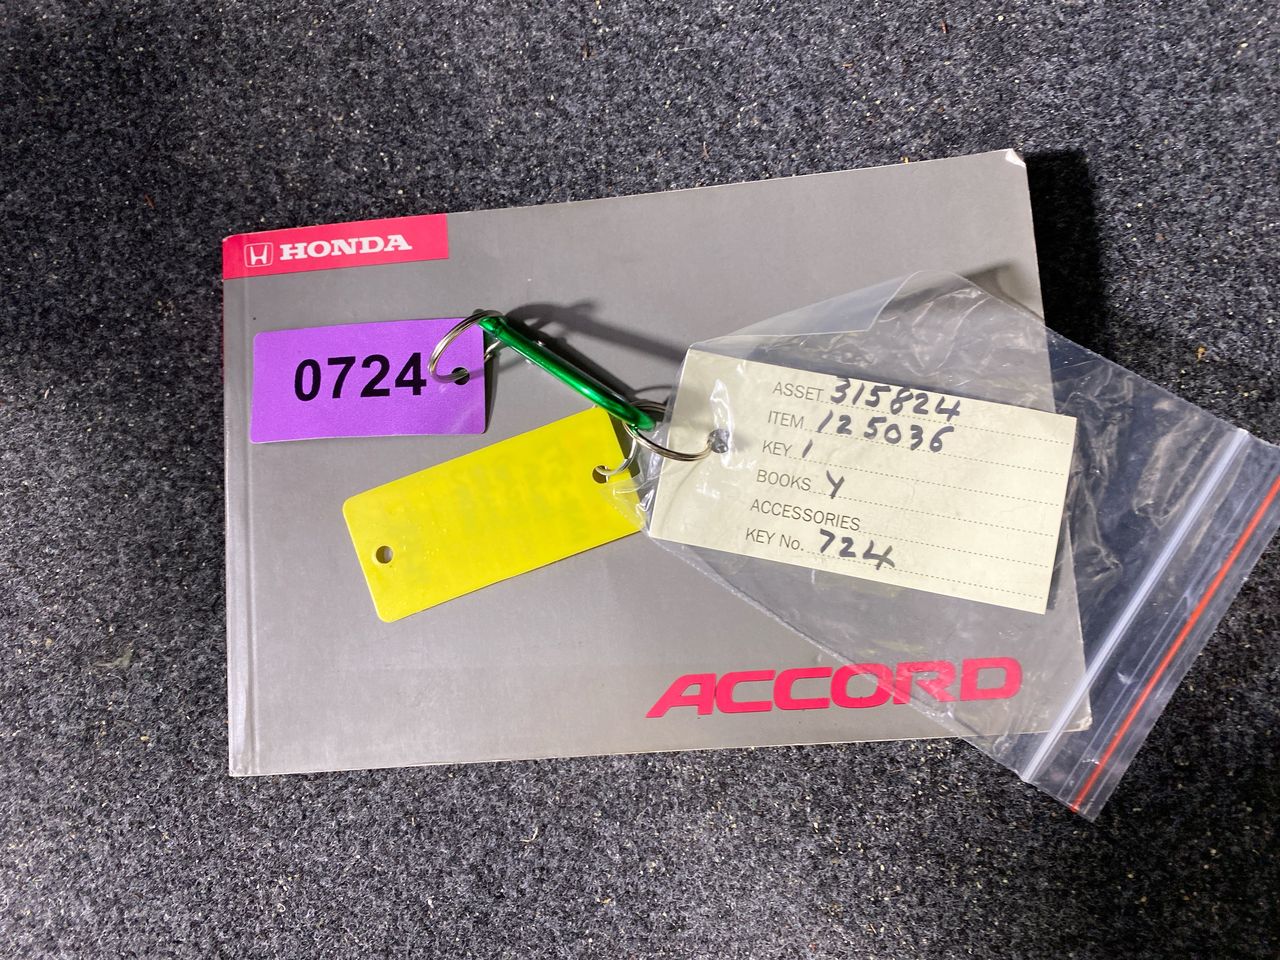 HONDA
0724
ASSET 315824
ITEM 125036
KEY 1
BOOKS Y
ACCESSORIES
KEY No. 724
ACCORD